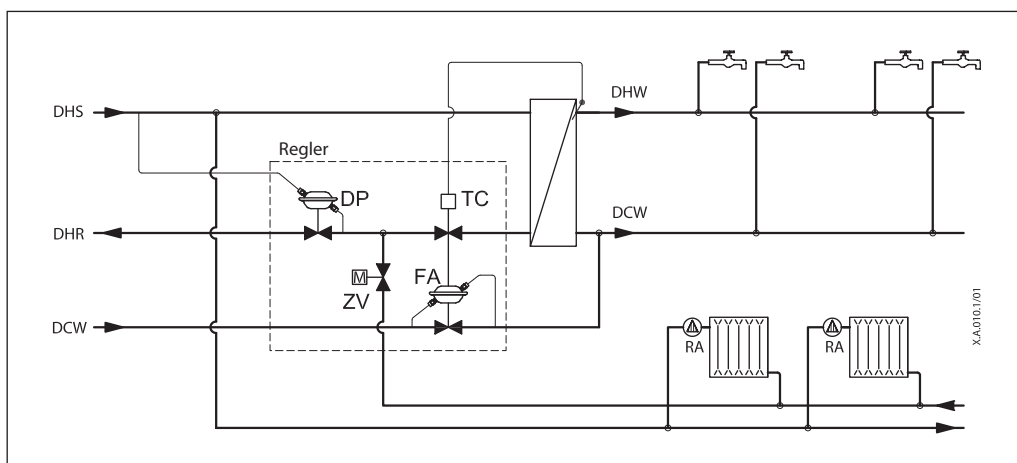 DHS
DHW
Regler
DP
TC
DHR
DCW
M
ZV
FA
DCW
RA
RA
X.A.010.1/01